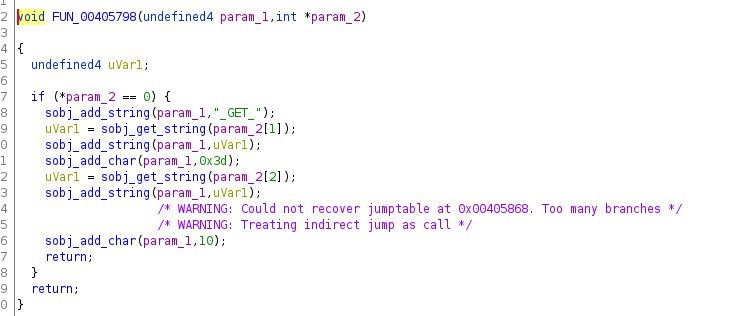 1
2 void FUN_00405798(undefined4 param_1,int *param_2)
3
4 {
5 undefined4 uVar1;
6
7 if (*param_2 == 0) {
8 sobj_add_string(param_1,"_GET_");
9 uVar1 = sobj_get_string(param_2[1]);
0 sobj_add_string(param_1,uVar1);
1 sobj_add_char(param_1,0x3d);
2 uVar1 = sobj_get_string(param_2[2]);
3 sobj_add_string(param_1,uVar1);
4 /* WARNING: Could not recover jumptable at 0x00405868. Too many branches */
5 /* WARNING: Treating indirect jump as call */
6 sobj_add_char(param_1,10);
7 return;
8 }
9 return;
0 }